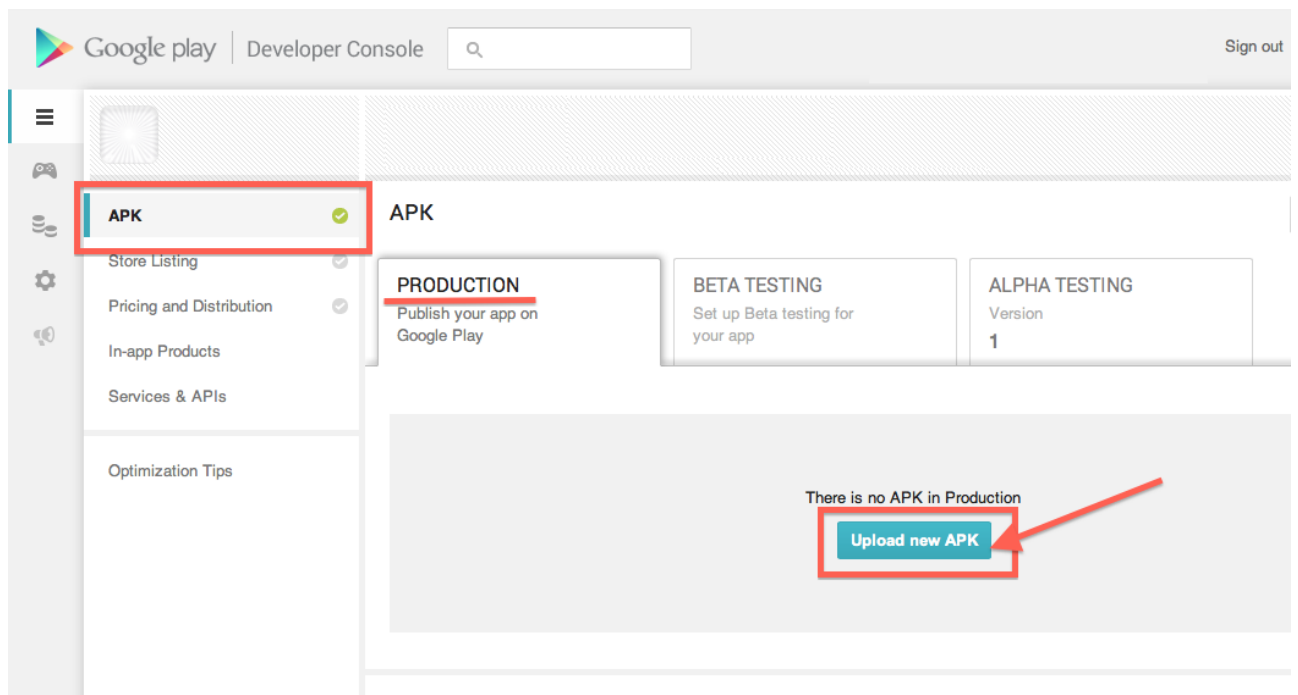 Google play
Developer Console
Sign out
APK
Store Listing
Pricing and Distribution
In-app Products
Services & APIs
Optimization Tips
APK
PRODUCTION
Publish your app on
Google Play
BETA TESTING
Set up Beta testing for
your app
ALPHA TESTING
Version
1
There is no APK in Production
Upload new APK